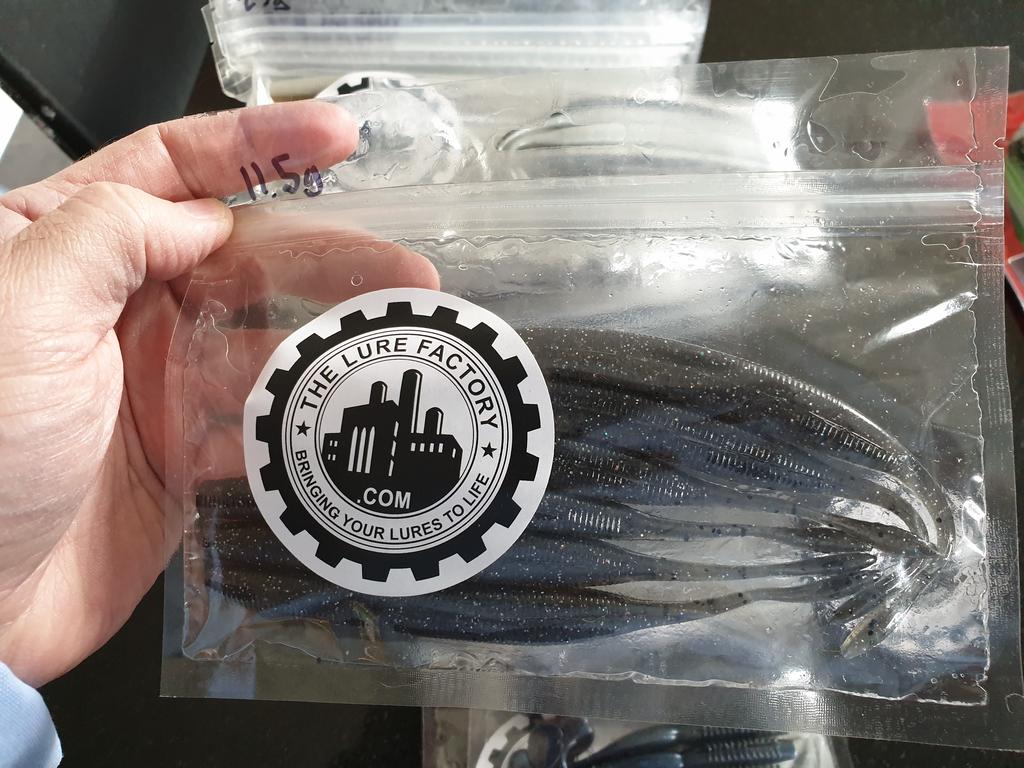 11.5g
THE LURE FACTORY
.COM
BRINGING YOUR LURES TO LIFE